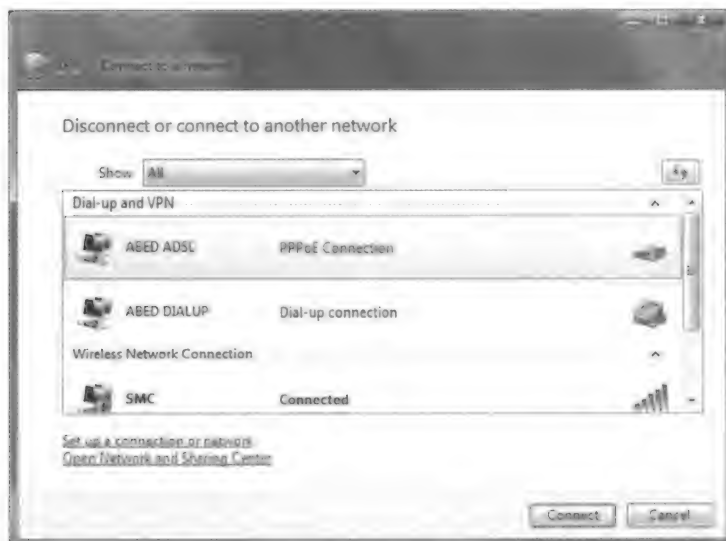 Connect to a network
Disconnect or connect to another network
Show All
Dial-up and VPN
ABED ADSL PPPoE Connection
ABED DIALUP Dial-up connection
Wireless Network Connection
SMC Connected
Set up a connection or network
Open Network and Sharing Center
Connect Cancel